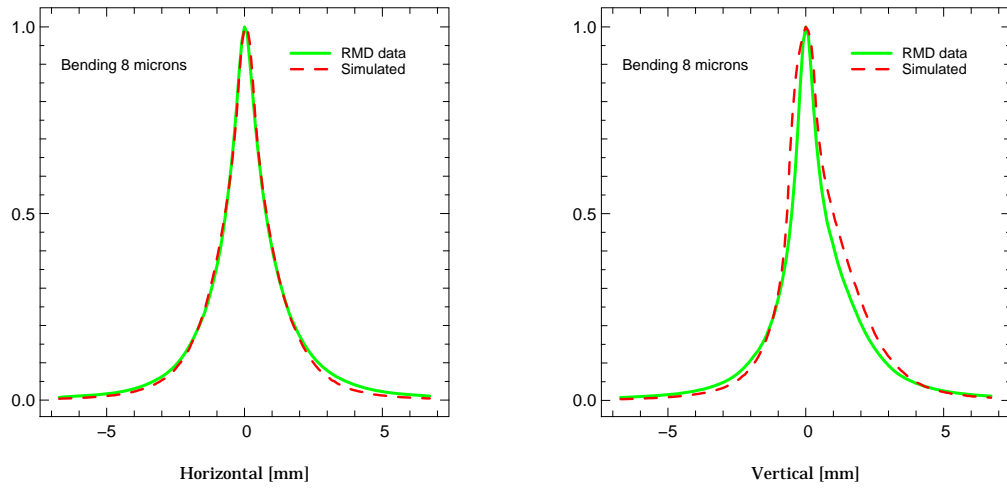 1.0
0.5
0.0
−5
0
5
Bending 8 microns
RMD data
Simulated
Horizontal [mm]
1.0
0.5
0.0
−5
0
5
Bending 8 microns
RMD data
Simulated
Vertical [mm]